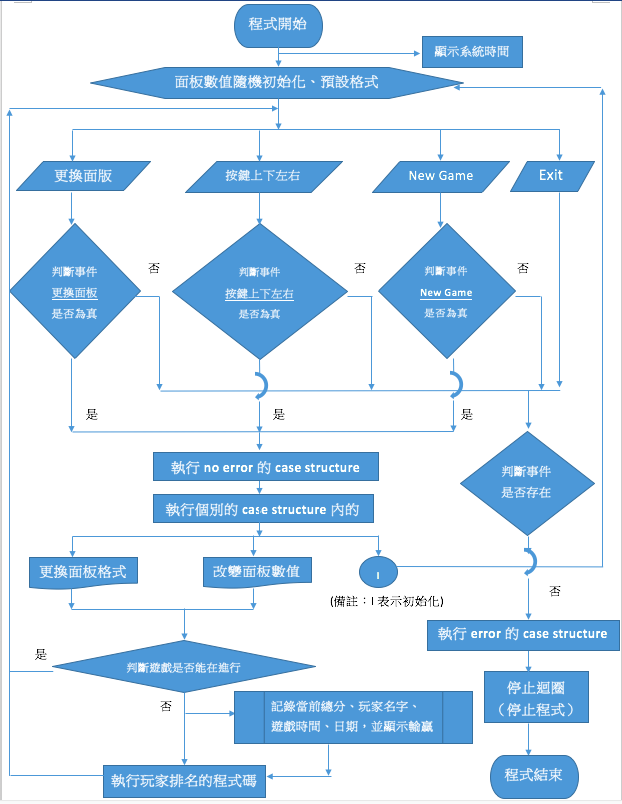 程式開始
顯示系統時間
面板數值隨機初始化、預設格式
更換面版
按鍵上下左右
New Game
Exit
判斷事件
更換面板
是否為真
否
判斷事件
按鍵上下左右
是否為真
否
判斷事件
New Game
是否為真
否
是
是
是
判斷事件
是否存在
執行 no error 的 case structure
執行個別的 case structure 內的
更換面板格式
改變面板數值
I
(備註：I 表示初始化)
否
執行 error 的 case structure
是
判斷遊戲是否能在進行
否
停止迴圈
（停止程式）
記錄當前總分、玩家名字、
遊戲時間、日期，並顯示輸贏
執行玩家排名的程式碼
程式結束